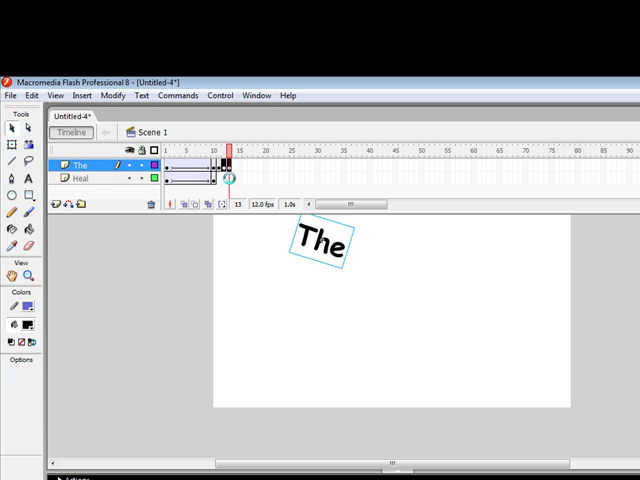 Macromedia Flash Professional 8 - [Untitled-4*]
File Edit View Insert Modify Text Commands Control Window Help
Tools
Untitled-4*
Timeline
Scene 1
1 5 10 15 20 25 30 35 40 45 50 55 60 65 70 75 80 85 90
The
Heal
13 12.0 fps 1.0s
The
View
Colors
Options
Actions